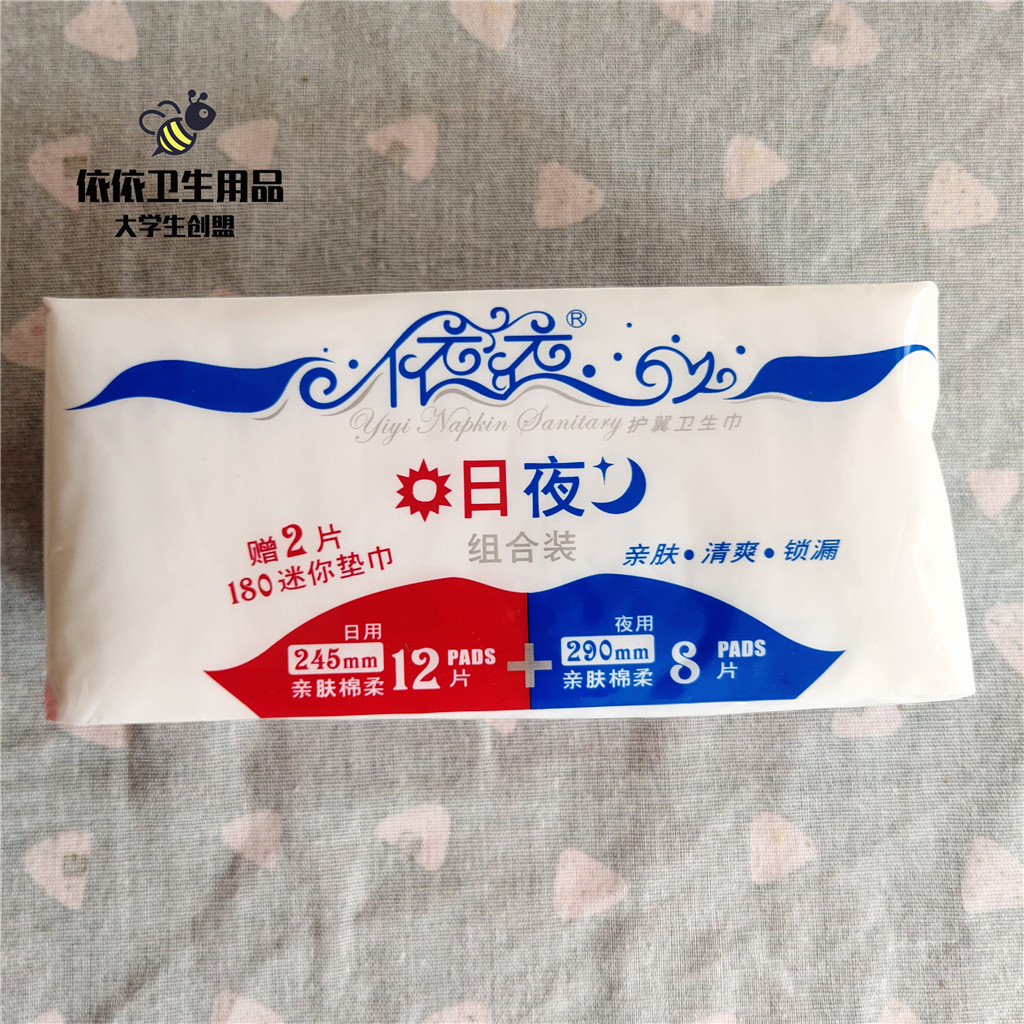 依依卫生用品
大学生创盟
依依®
Yiyi Napkin Sanitary 护翼卫生巾
日夜
组合装
赠2片
180迷你垫巾
亲肤•清爽•锁漏
日用
245mm
亲肤棉柔
12 PADS 片
+
夜用
290mm
亲肤棉柔
8 PADS 片